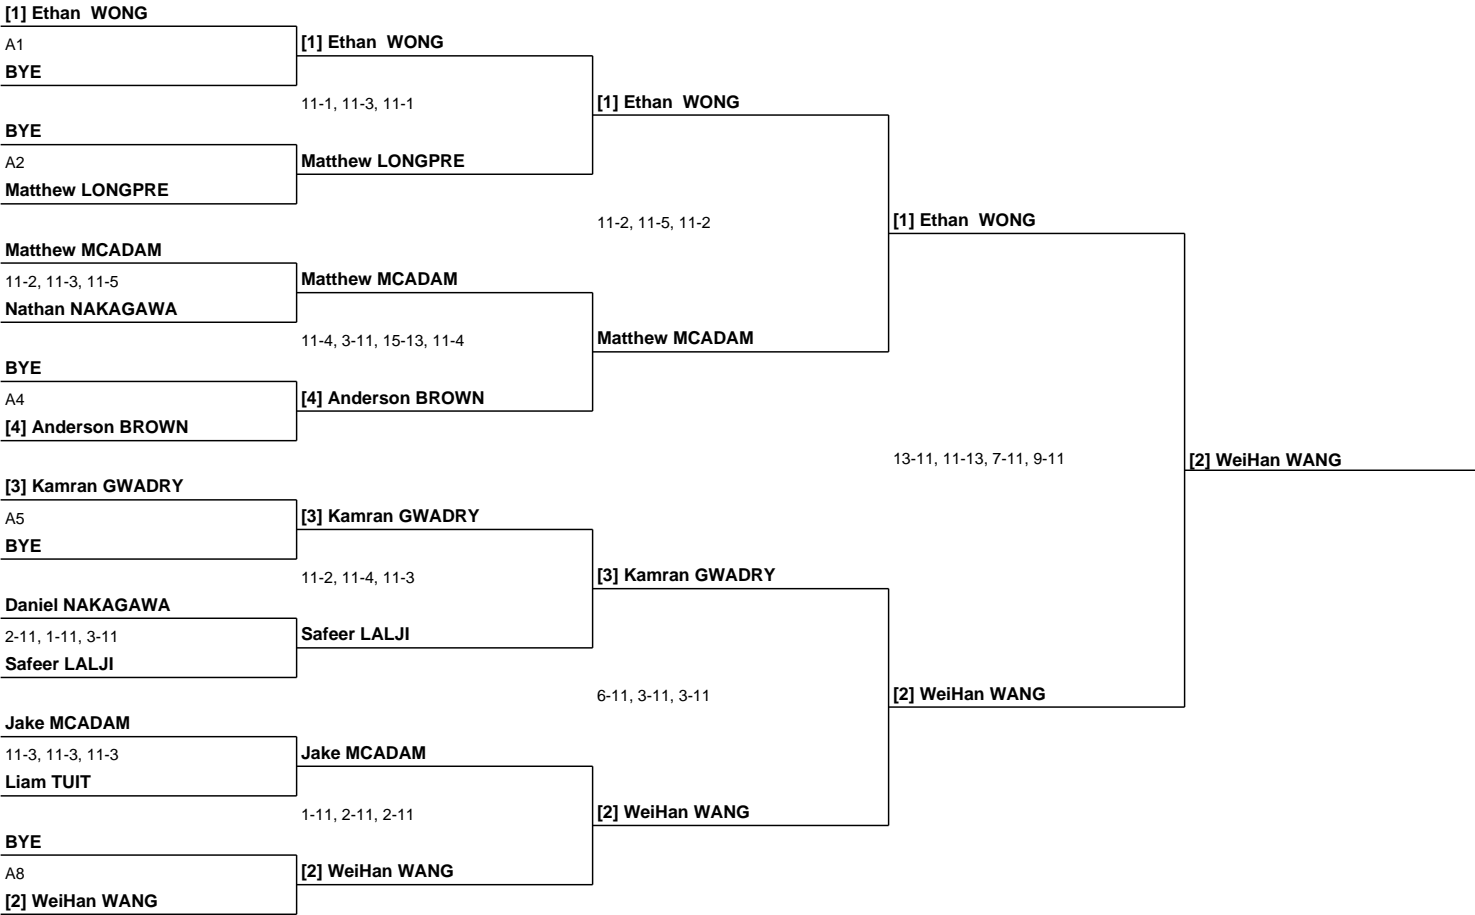 [1] Ethan  WONG
A1
BYE
BYE
A2
Matthew LONGPRE
Matthew MCADAM
11-2, 11-3, 11-5
Nathan NAKAGAWA
BYE
A4
[4] Anderson BROWN
[3] Kamran GWADRY
A5
BYE
Daniel NAKAGAWA
2-11, 1-11, 3-11
Safeer LALJI
Jake MCADAM
11-3, 11-3, 11-3
Liam TUIT
BYE
A8
[2] WeiHan WANG
[1] Ethan  WONG
11-1, 11-3, 11-1
Matthew LONGPRE
Matthew MCADAM
11-4, 3-11, 15-13, 11-4
[4] Anderson BROWN
[3] Kamran GWADRY
11-2, 11-4, 11-3
Safeer LALJI
Jake MCADAM
1-11, 2-11, 2-11
[2] WeiHan WANG
[1] Ethan  WONG
11-2, 11-5, 11-2
Matthew MCADAM
[3] Kamran GWADRY
6-11, 3-11, 3-11
[2] WeiHan WANG
[1] Ethan  WONG
13-11, 11-13, 7-11, 9-11
[2] WeiHan WANG
[2] WeiHan WANG